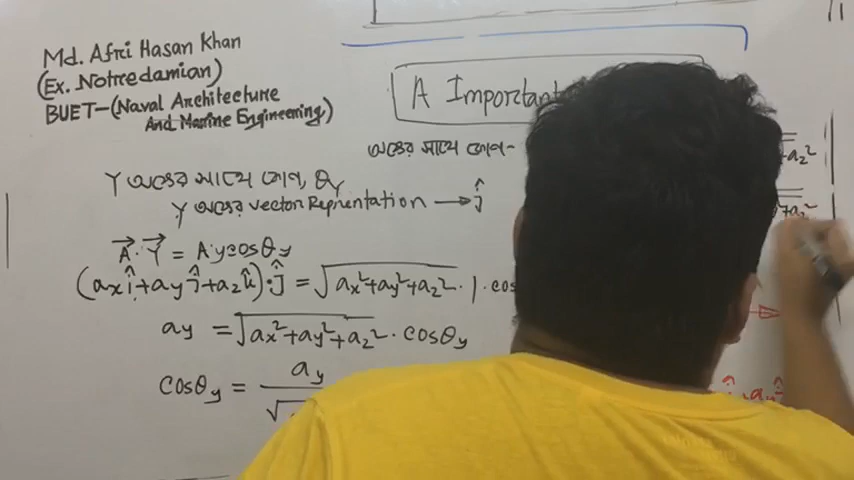 Md. Afri Hasan Khan
(Ex. Notredamian)
BUET-(Naval Architecture
And Marine Engineering)
A Important
অক্ষের সাথে কোণ-
Y অক্ষের সাথে কোণ, θy
Y অক্ষের vector Reprntation → ĵ
A⃗. Y⃗ = A.y cosθy
(axî+ayĵ+azk̂).ĵ = √ax²+ay²+az² . 1 . cos
ay = √ax²+ay²+az² . cosθy
cosθy = ay / √